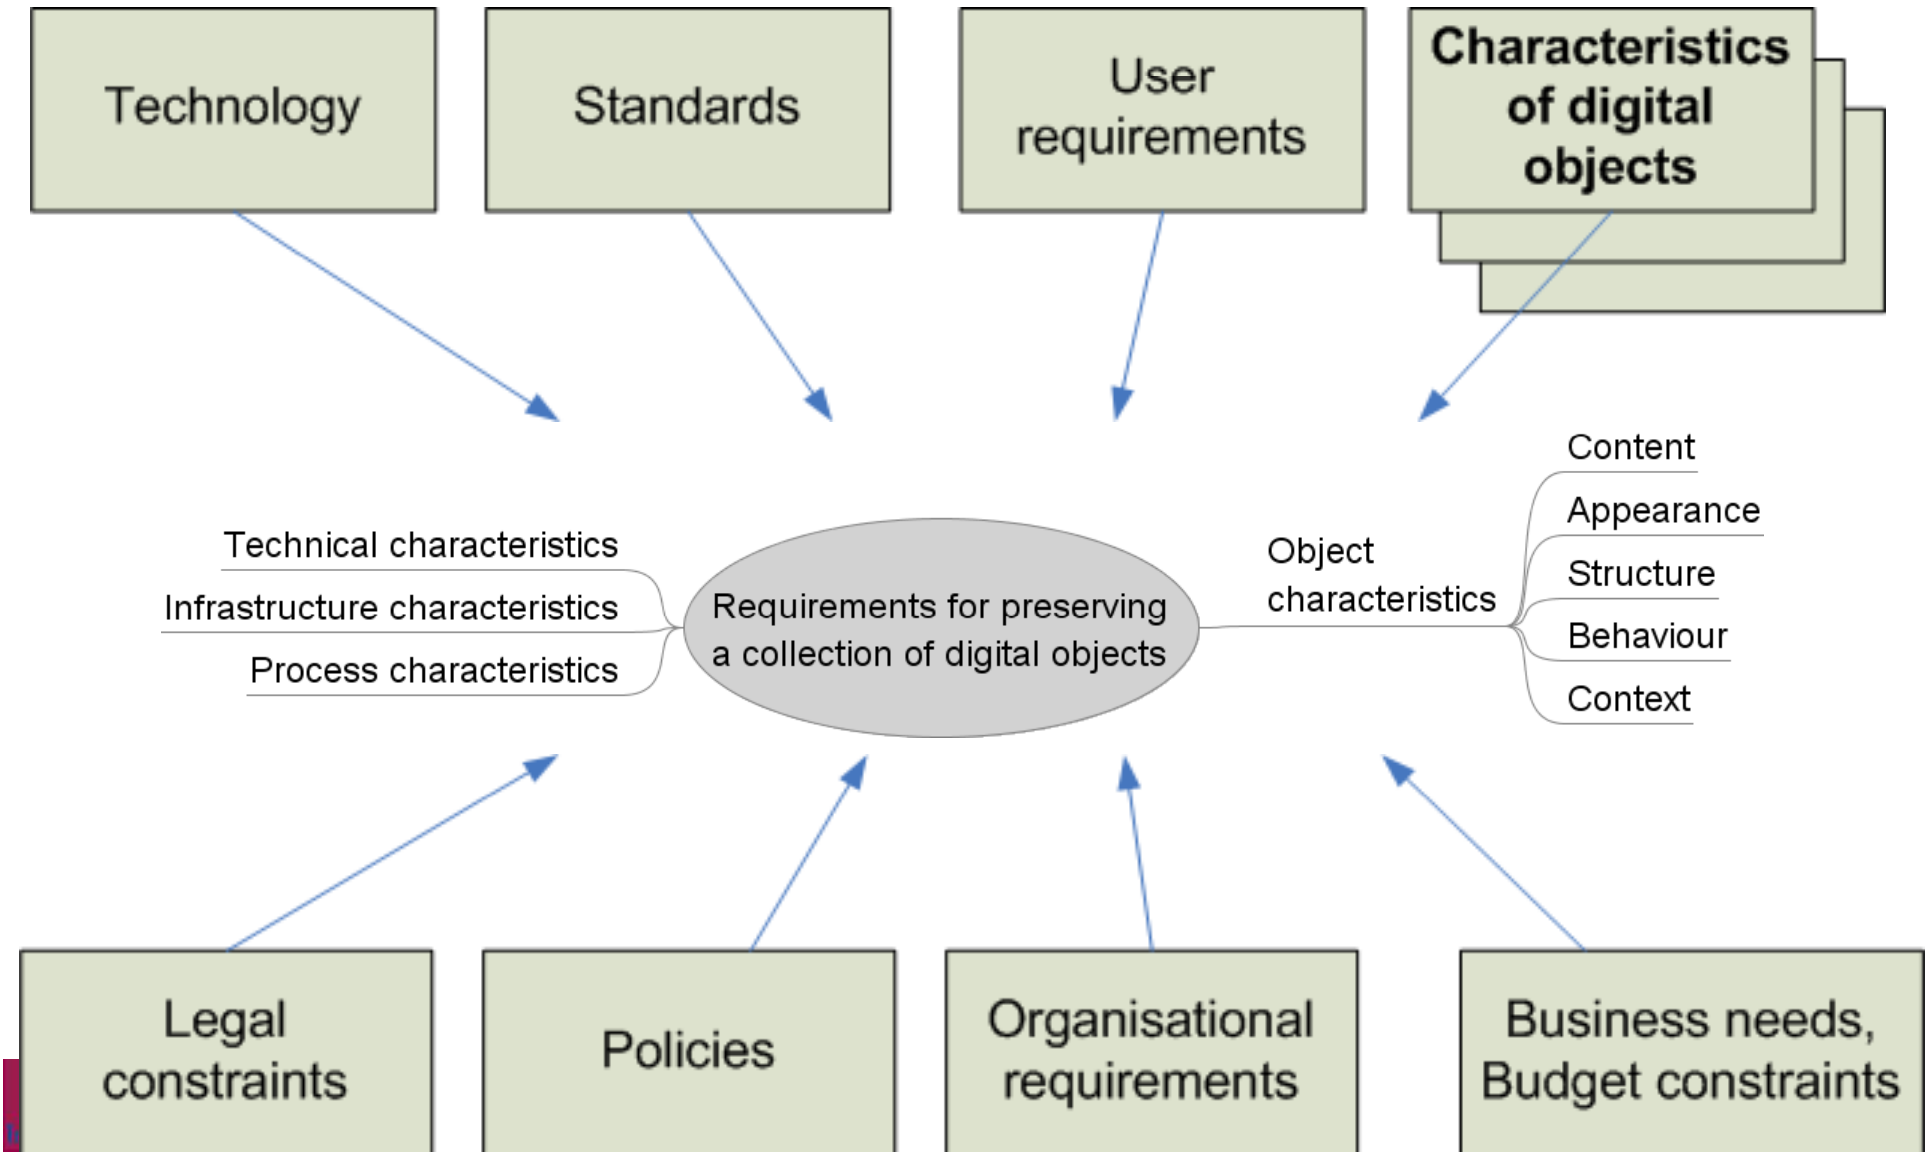 Technology
Standards
User
requirements
Characteristics
of digital
objects
Technical characteristics
Infrastructure characteristics
Process characteristics
Requirements for preserving
a collection of digital objects
Object
characteristics
Content
Appearance
Structure
Behaviour
Context
Legal
constraints
Policies
Organisational
requirements
Business needs,
Budget constraints